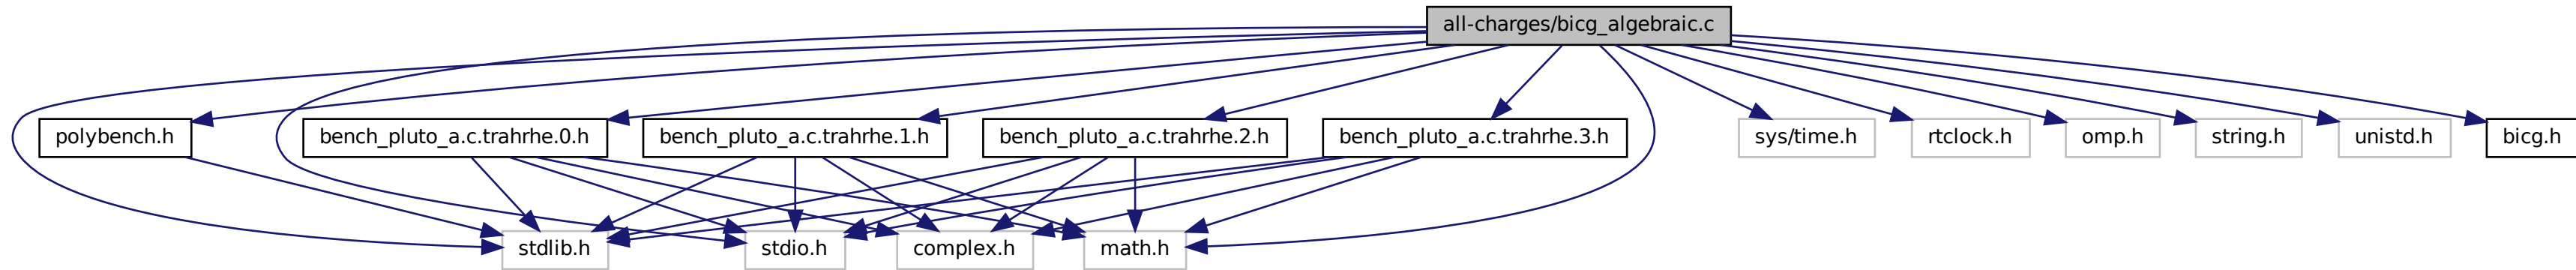 all-charges/bicg_algebraic.c
polybench.h
bench_pluto_a.c.trahrhe.0.h
bench_pluto_a.c.trahrhe.1.h
bench_pluto_a.c.trahrhe.2.h
bench_pluto_a.c.trahrhe.3.h
sys/time.h
rtclock.h
omp.h
string.h
unistd.h
bicg.h
stdlib.h
stdio.h
complex.h
math.h